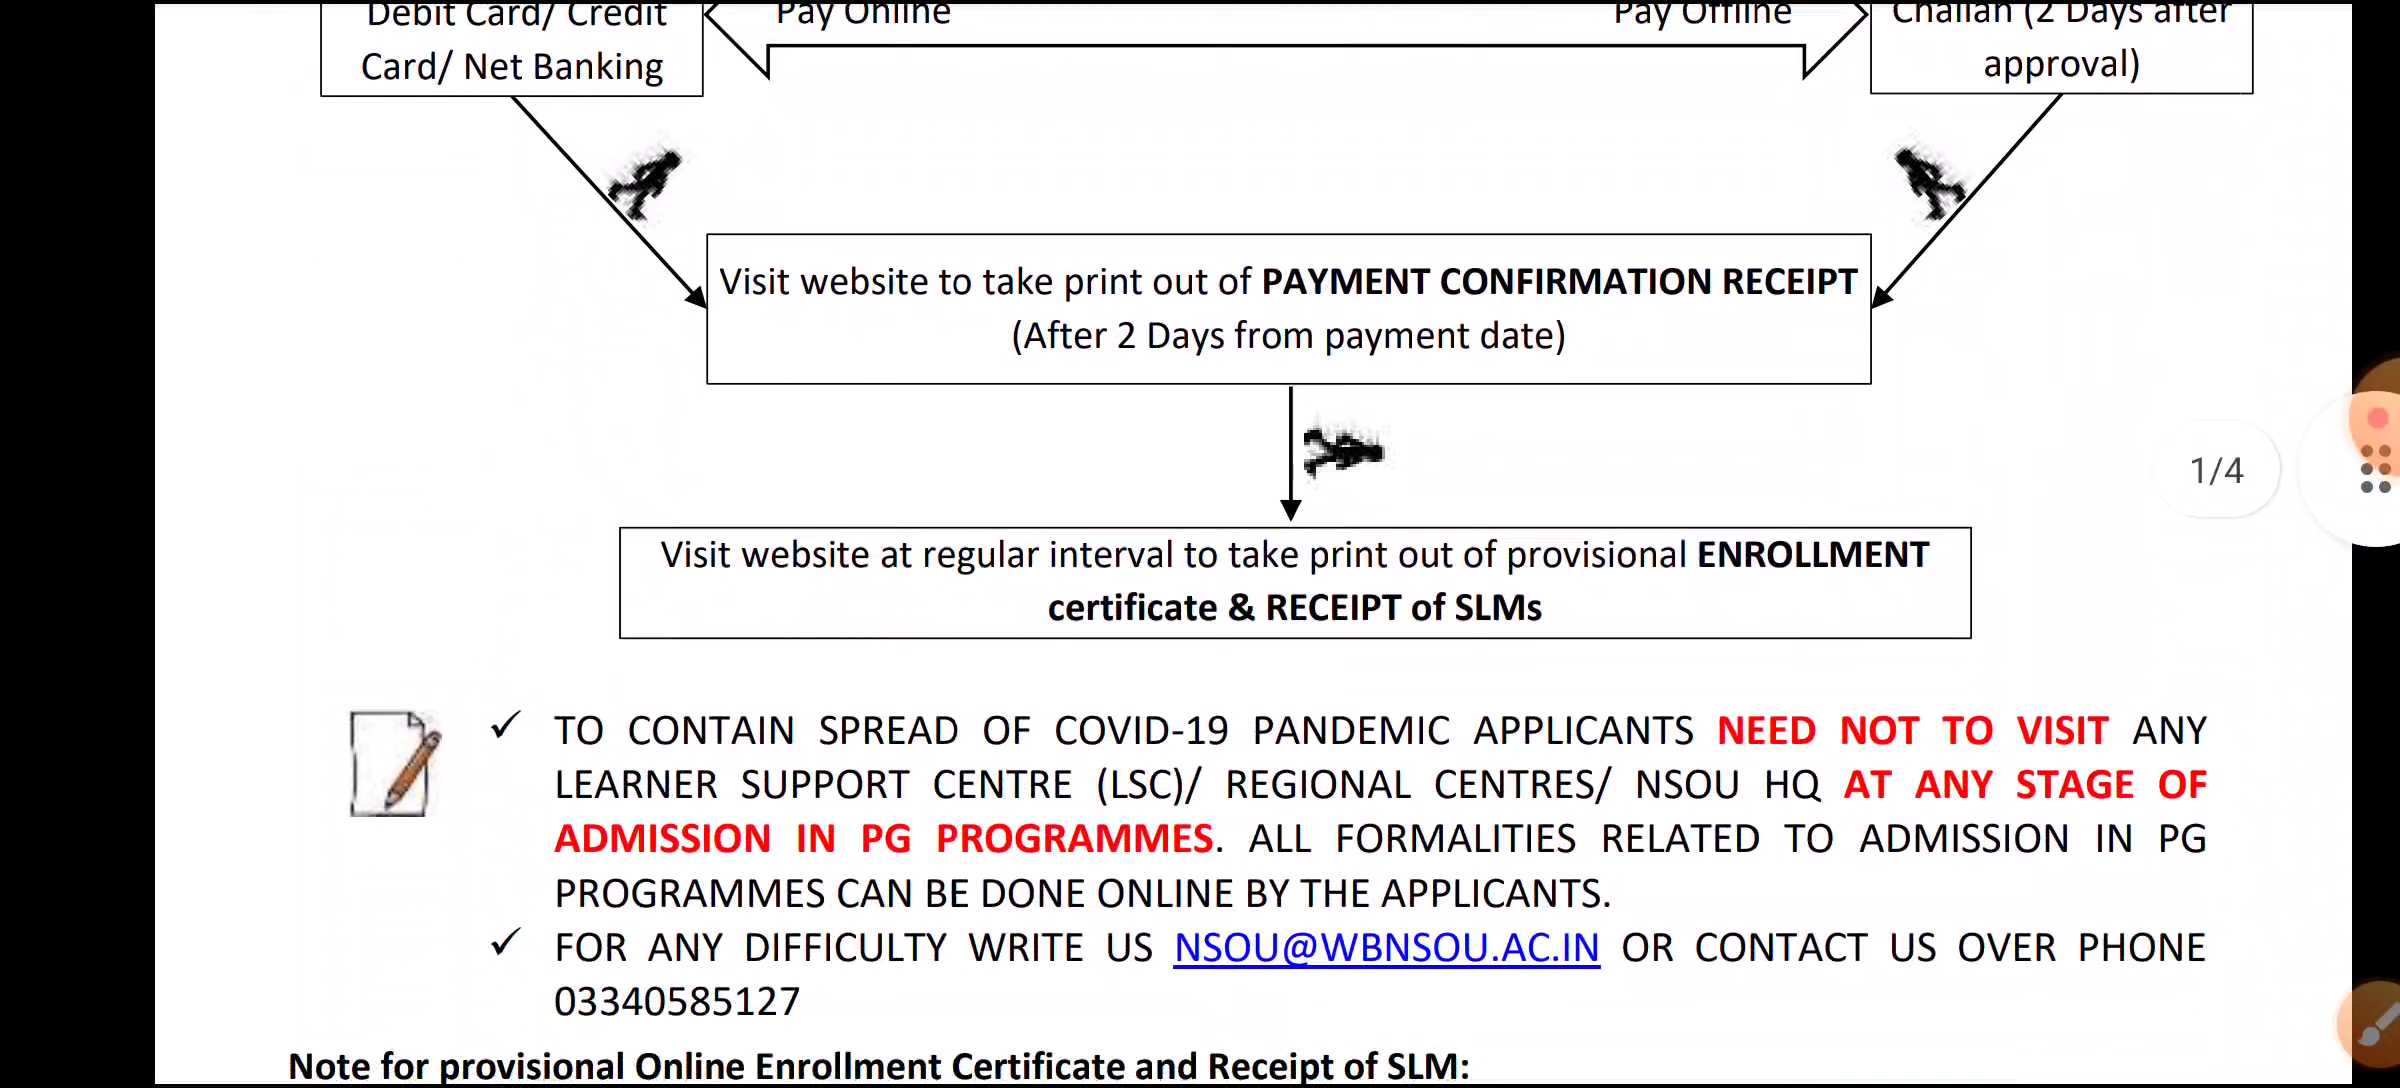 Debit Card/ Credit
Card/ Net Banking
Pay Online
Pay Offline
Challan (2 Days after
approval)
Visit website to take print out of PAYMENT CONFIRMATION RECEIPT
(After 2 Days from payment date)
1/4
Visit website at regular interval to take print out of provisional ENROLLMENT
certificate & RECEIPT of SLMs
✓ TO CONTAIN SPREAD OF COVID-19 PANDEMIC APPLICANTS NEED NOT TO VISIT ANY
LEARNER SUPPORT CENTRE (LSC)/ REGIONAL CENTRES/ NSOU HQ AT ANY STAGE OF
ADMISSION IN PG PROGRAMMES. ALL FORMALITIES RELATED TO ADMISSION IN PG
PROGRAMMES CAN BE DONE ONLINE BY THE APPLICANTS.
✓ FOR ANY DIFFICULTY WRITE US NSOU@WBNSOU.AC.IN OR CONTACT US OVER PHONE
03340585127
Note for provisional Online Enrollment Certificate and Receipt of SLM: